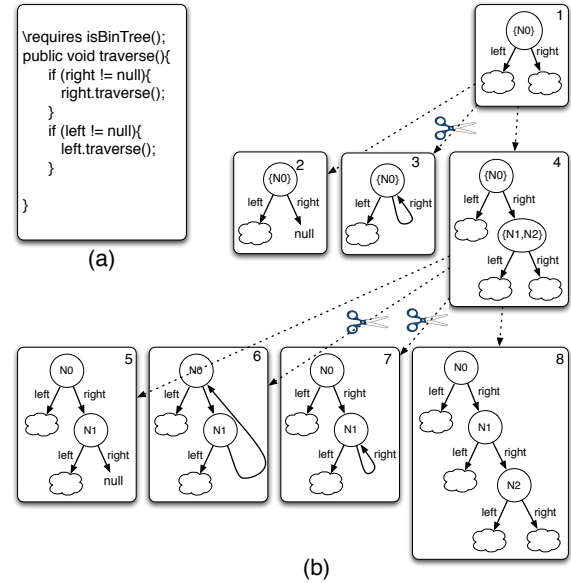 \requires isBinTree();
public void traverse(){
if (right != null){
right.traverse();
}
if (left != null){
left.traverse();
}
}
(a)
1
{N0}
left right
2
{N0}
left right
null
3
{N0}
left right
4
{N0}
left right
{N1,N2}
left right
5
N0
left right
N1
left right
null
6
N0
left right
N1
left right
7
N0
left right
N1
left right
8
N0
left right
N1
left right
N2
left right
(b)